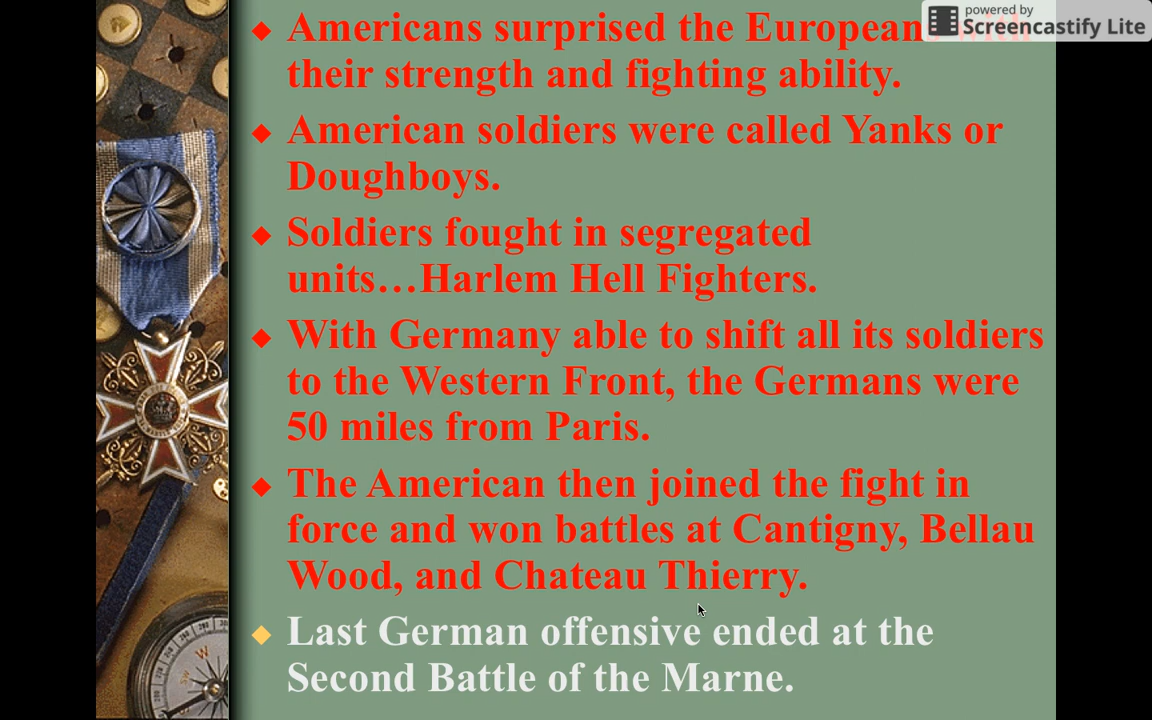 Americans surprised the European
their strength and fighting ability.
American soldiers were called Yanks or
Doughboys.
Soldiers fought in segregated
units…Harlem Hell Fighters.
With Germany able to shift all its soldiers
to the Western Front, the Germans were
50 miles from Paris.
The American then joined the fight in
force and won battles at Cantigny, Bellau
Wood, and Chateau Thierry.
Last German offensive ended at the
Second Battle of the Marne.
powered by
Screencastify Lite
W